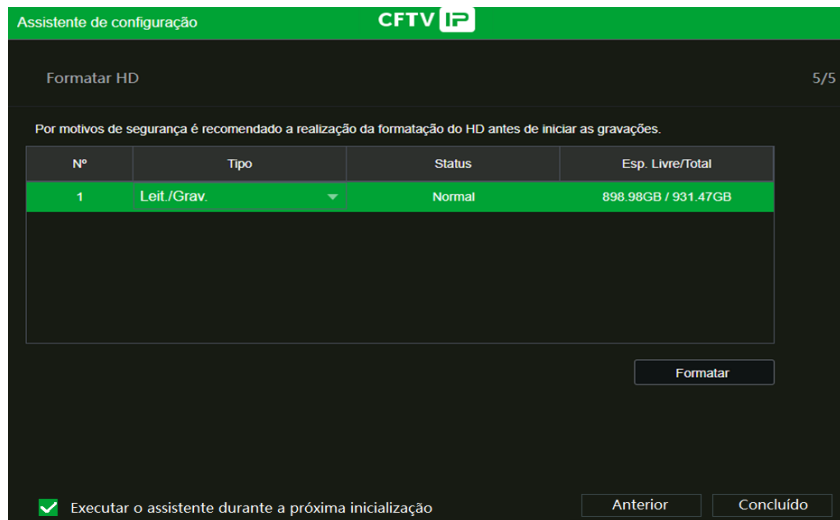 Assistente de configuração
CFTV IP
Formatar HD
5/5
Por motivos de segurança é recomendado a realização da formatação do HD antes de iniciar as gravações.
Nº Tipo Status Esp. Livre/Total
1 Leit./Grav. Normal 898.98GB / 931.47GB
Formatar
Executar o assistente durante a próxima inicialização
Anterior
Concluído